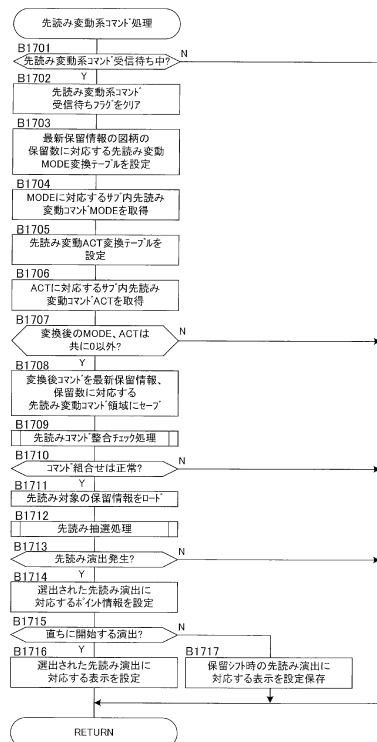 先読み変動系コマンド処理
B1701
先読み変動系コマンド受信待ち中?
N
Y
B1702
先読み変動系コマンド
受信待ちフラグをクリア
B1703
最新保留情報の図柄の
保留数に対応する先読み変動
MODE変換テーブルを設定
B1704
MODEに対応するサブ内先読み
変動コマンドMODEを取得
B1705
先読み変動ACT変換テーブルを
設定
B1706
ACTに対応するサブ内先読み
変動コマンドACTを取得
B1707
変換後のMODE、ACTは
共に0以外?
N
Y
B1708
変換後コマンドを最新保留情報、
保留数に対応する
先読み変動コマンド領域にセーブ
B1709
先読みコマンド整合チェック処理
B1710
コマンド組合せは正常?
N
Y
B1711
先読み対象の保留情報をロード
B1712
先読み抽選処理
B1713
先読み演出発生?
N
Y
B1714
選出された先読み演出に
対応するポイント情報を設定
B1715
直ちに開始する演出?
N
Y
B1716
選出された先読み演出に
対応する表示を設定
B1717
保留シフト時の先読み演出に
対応する表示を設定保存
RETURN